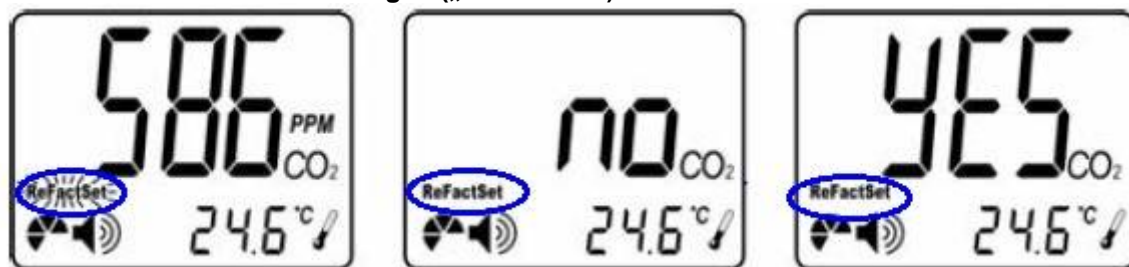 586 PPM CO₂
ReFactSet
24.6 °C
no CO₂
ReFactSet
24.6 °C
yES CO₂
ReFactSet
24.6 °C